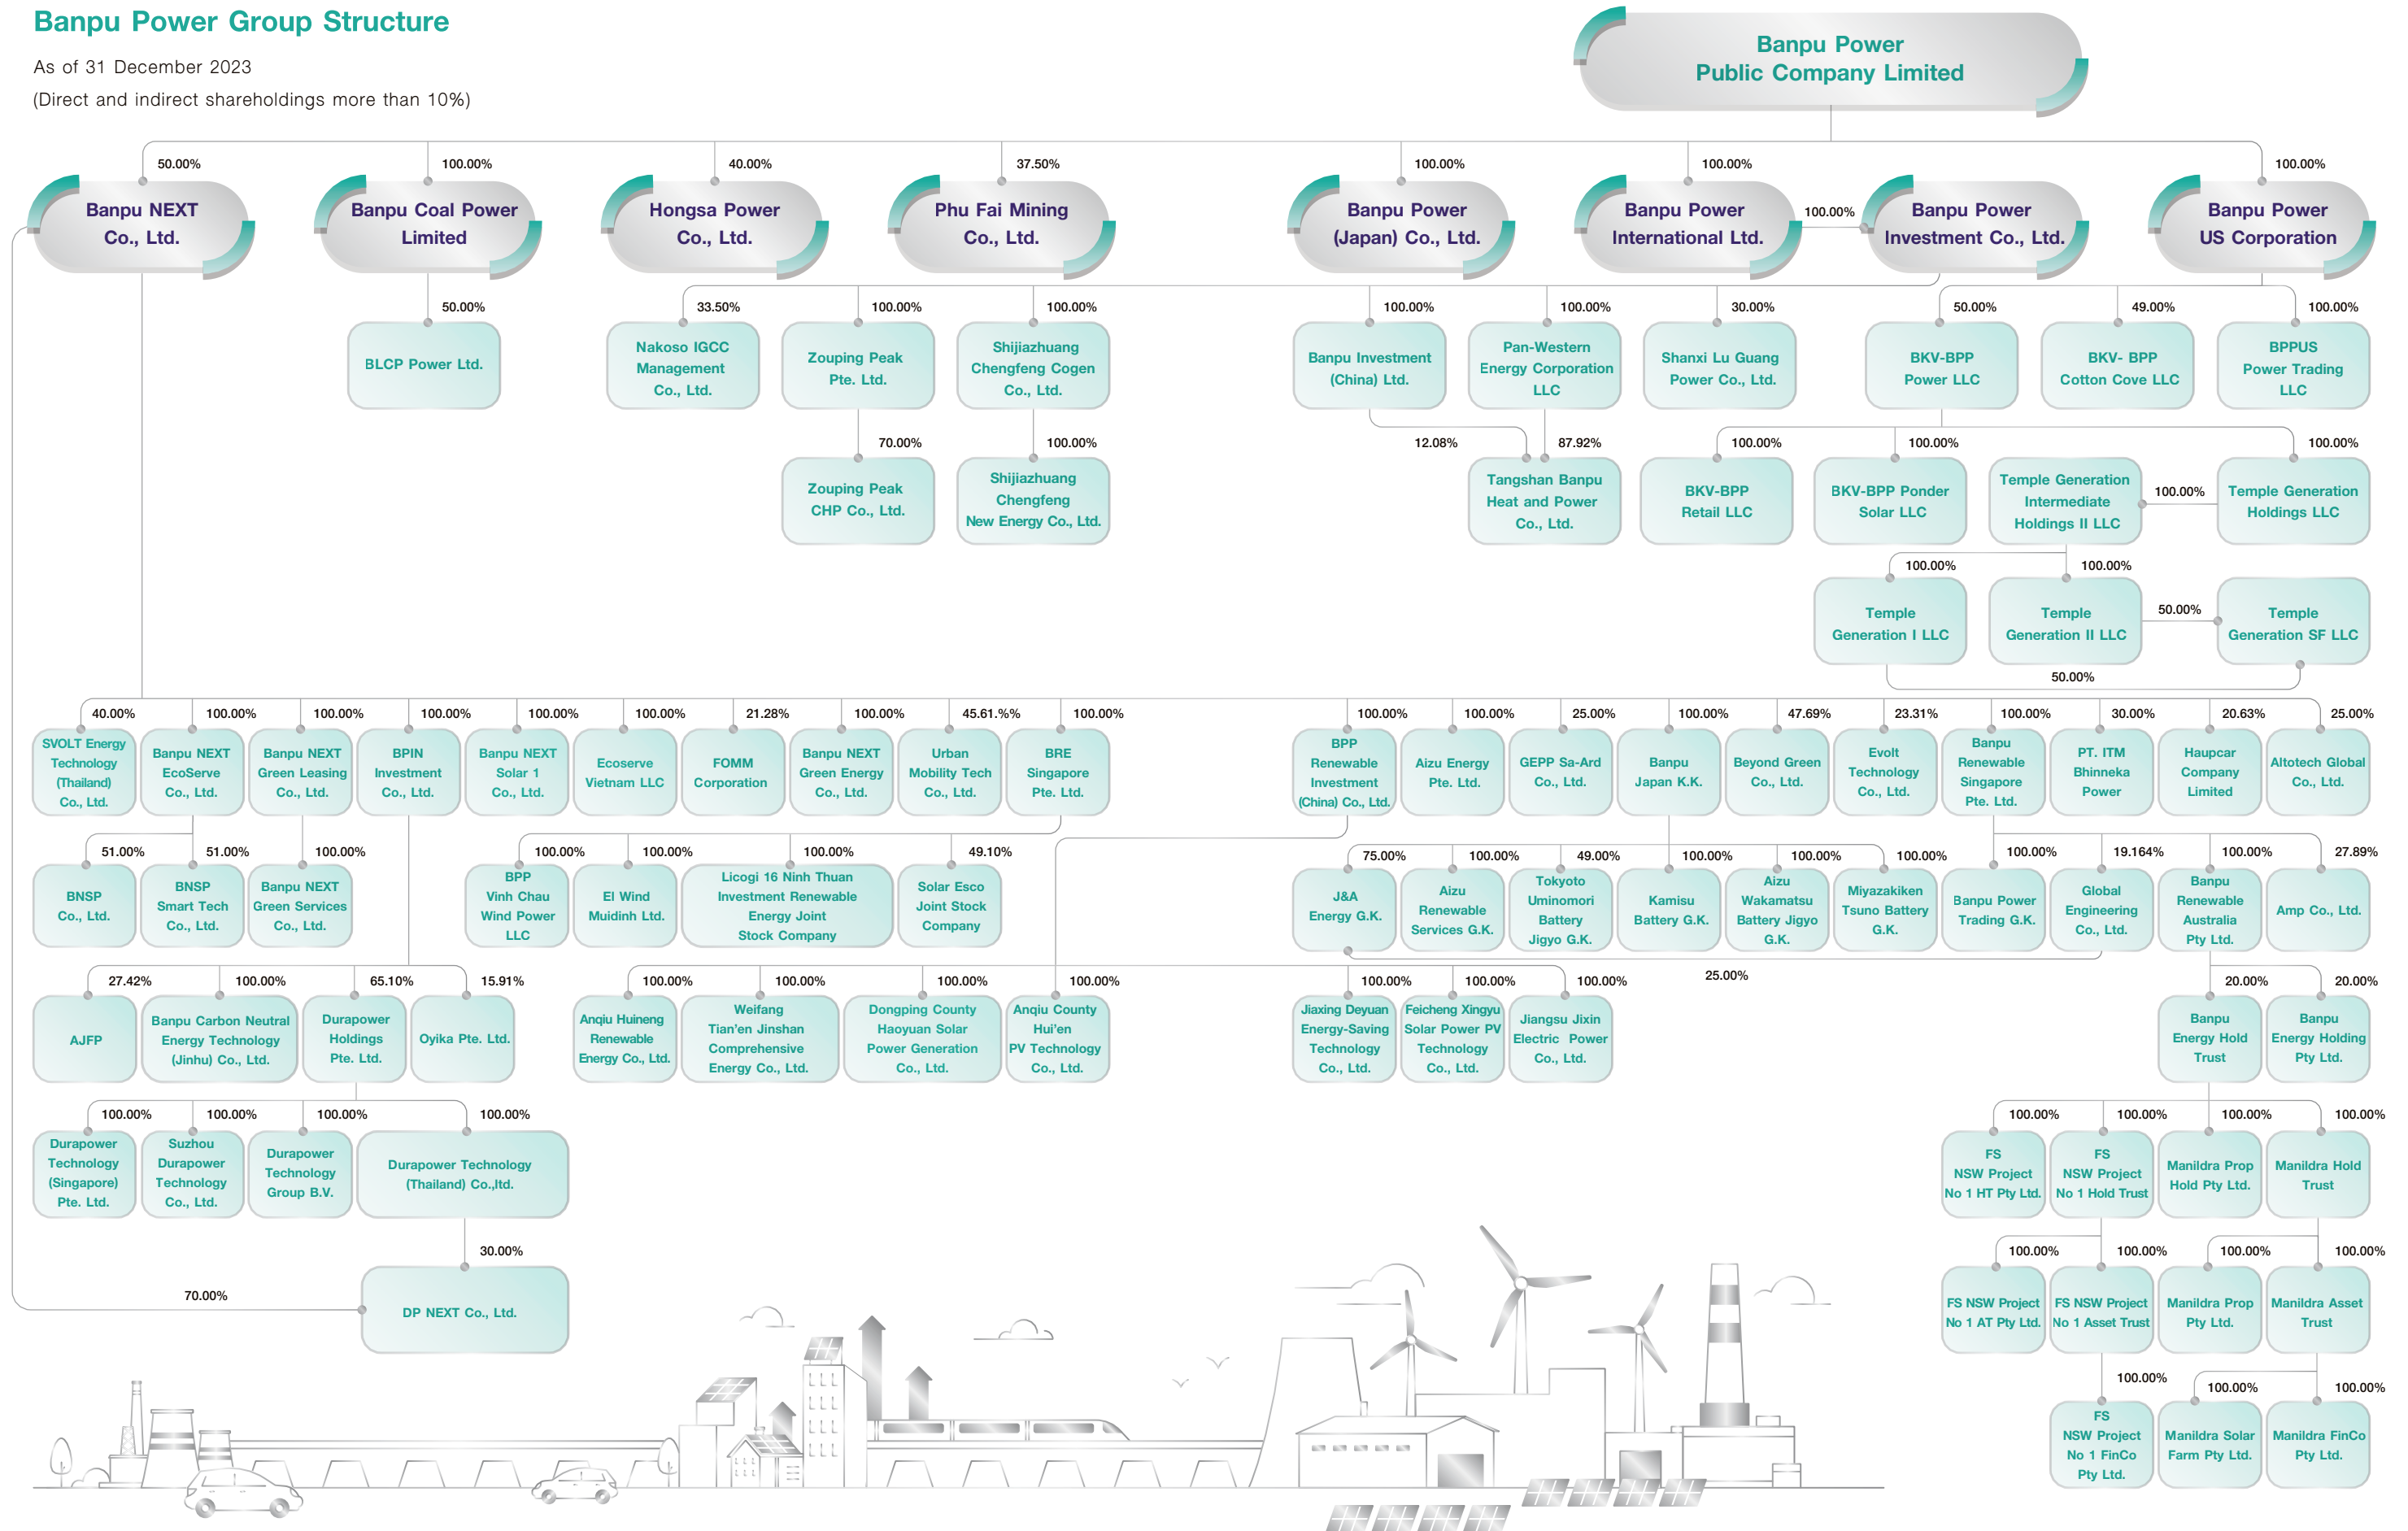 Banpu Power Group Structure
As of 31 December 2023
(Direct and indirect shareholdings more than 10%)
Banpu Power
Public Company Limited
50.00%
100.00%
40.00%
37.50%
100.00%
100.00%
100.00%
Banpu NEXT
Co., Ltd.
Banpu Coal Power
Limited
Hongsa Power
Co., Ltd.
Phu Fai Mining
Co., Ltd.
Banpu Power
(Japan) Co., Ltd.
Banpu Power
International Ltd.
100.00%
Banpu Power
Investment Co., Ltd.
Banpu Power
US Corporation
50.00%
33.50%
100.00%
100.00%
100.00%
100.00%
30.00%
50.00%
49.00%
100.00%
BLCP Power Ltd.
Nakoso IGCC
Management
Co., Ltd.
Zouping Peak
Pte. Ltd.
Shijiazhuang
Chengfeng Cogen
Co., Ltd.
Banpu Investment
(China) Ltd.
Pan-Western
Energy Corporation
LLC
Shanxi Lu Guang
Power Co., Ltd.
BKV-BPP
Power LLC
BKV- BPP
Cotton Cove LLC
BPPUS
Power Trading
LLC
70.00%
100.00%
12.08%
87.92%
100.00%
100.00%
100.00%
Zouping Peak
CHP Co., Ltd.
Shijiazhuang
Chengfeng
New Energy Co., Ltd.
Tangshan Banpu
Heat and Power
Co., Ltd.
BKV-BPP
Retail LLC
BKV-BPP Ponder
Solar LLC
Temple Generation
Intermediate
Holdings II LLC
100.00%
Temple Generation
Holdings LLC
100.00%
100.00%
Temple
Generation I LLC
Temple
Generation II LLC
50.00%
Temple
Generation SF LLC
50.00%
40.00%
100.00%
100.00%
100.00%
100.00%
100.00%
21.28%
100.00%
45.61.%%
100.00%
100.00%
100.00%
25.00%
100.00%
47.69%
23.31%
100.00%
30.00%
20.63%
25.00%
SVOLT Energy
Technology
(Thailand)
Co., Ltd.
Banpu NEXT
EcoServe
Co., Ltd.
Banpu NEXT
Green Leasing
Co., Ltd.
BPIN
Investment
Co., Ltd.
Banpu NEXT
Solar 1
Co., Ltd.
Ecoserve
Vietnam LLC
FOMM
Corporation
Banpu NEXT
Green Energy
Co., Ltd.
Urban
Mobility Tech
Co., Ltd.
BRE
Singapore
Pte. Ltd.
BPP
Renewable
Investment
(China) Co., Ltd.
Aizu Energy
Pte. Ltd.
GEPP Sa-Ard
Co., Ltd.
Banpu
Japan K.K.
Beyond Green
Co., Ltd.
Evolt
Technology
Co., Ltd.
Banpu
Renewable
Singapore
Pte. Ltd.
PT. ITM
Bhinneka
Power
Haupcar
Company
Limited
Altotech Global
Co., Ltd.
51.00%
51.00%
100.00%
100.00%
100.00%
100.00%
49.10%
75.00%
100.00%
49.00%
100.00%
100.00%
100.00%
100.00%
19.164%
100.00%
27.89%
BNSP
Co., Ltd.
BNSP
Smart Tech
Co., Ltd.
Banpu NEXT
Green Services
Co., Ltd.
BPP
Vinh Chau
Wind Power
LLC
El Wind
Muidinh Ltd.
Licogi 16 Ninh Thuan
Investment Renewable
Energy Joint
Stock Company
Solar Esco
Joint Stock
Company
J&A
Energy G.K.
Aizu
Renewable
Services G.K.
Tokyoto
Uminomori
Battery
Jigyo G.K.
Kamisu
Battery G.K.
Aizu
Wakamatsu
Battery Jigyo
G.K.
Miyazakiken
Tsuno Battery
G.K.
Banpu Power
Trading G.K.
Global
Engineering
Co., Ltd.
Banpu
Renewable
Australia
Pty Ltd.
Amp Co., Ltd.
27.42%
100.00%
65.10%
15.91%
100.00%
100.00%
100.00%
100.00%
100.00%
100.00%
100.00%
25.00%
20.00%
20.00%
AJFP
Banpu Carbon Neutral
Energy Technology
(Jinhu) Co., Ltd.
Durapower
Holdings
Pte. Ltd.
Oyika Pte. Ltd.
Anqiu Huineng
Renewable
Energy Co., Ltd.
Weifang
Tian'en Jinshan
Comprehensive
Energy Co., Ltd.
Dongping County
Haoyuan Solar
Power Generation
Co., Ltd.
Anqiu County
Hui'en
PV Technology
Co., Ltd.
Jiaxing Deyuan
Energy-Saving
Technology
Co., Ltd.
Feicheng Xingyu
Solar Power PV
Technology
Co., Ltd.
Jiangsu Jixin
Electric Power
Co., Ltd.
Banpu
Energy Hold
Trust
Banpu
Energy Holding
Pty Ltd.
100.00%
100.00%
100.00%
100.00%
100.00%
100.00%
100.00%
100.00%
Durapower
Technology
(Singapore)
Pte. Ltd.
Suzhou
Durapower
Technology
Co., Ltd.
Durapower
Technology
Group B.V.
Durapower Technology
(Thailand) Co.,ltd.
FS
NSW Project
No 1 HT Pty Ltd.
FS
NSW Project
No 1 Hold Trust
Manildra Prop
Hold Pty Ltd.
Manildra Hold
Trust
30.00%
100.00%
100.00%
100.00%
100.00%
70.00%
DP NEXT Co., Ltd.
FS NSW Project
No 1 AT Pty Ltd.
FS NSW Project
No 1 Asset Trust
Manildra Prop
Pty Ltd.
Manildra Asset
Trust
100.00%
100.00%
100.00%
FS
NSW Project
No 1 FinCo
Pty Ltd.
Manildra Solar
Farm Pty Ltd.
Manildra FinCo
Pty Ltd.